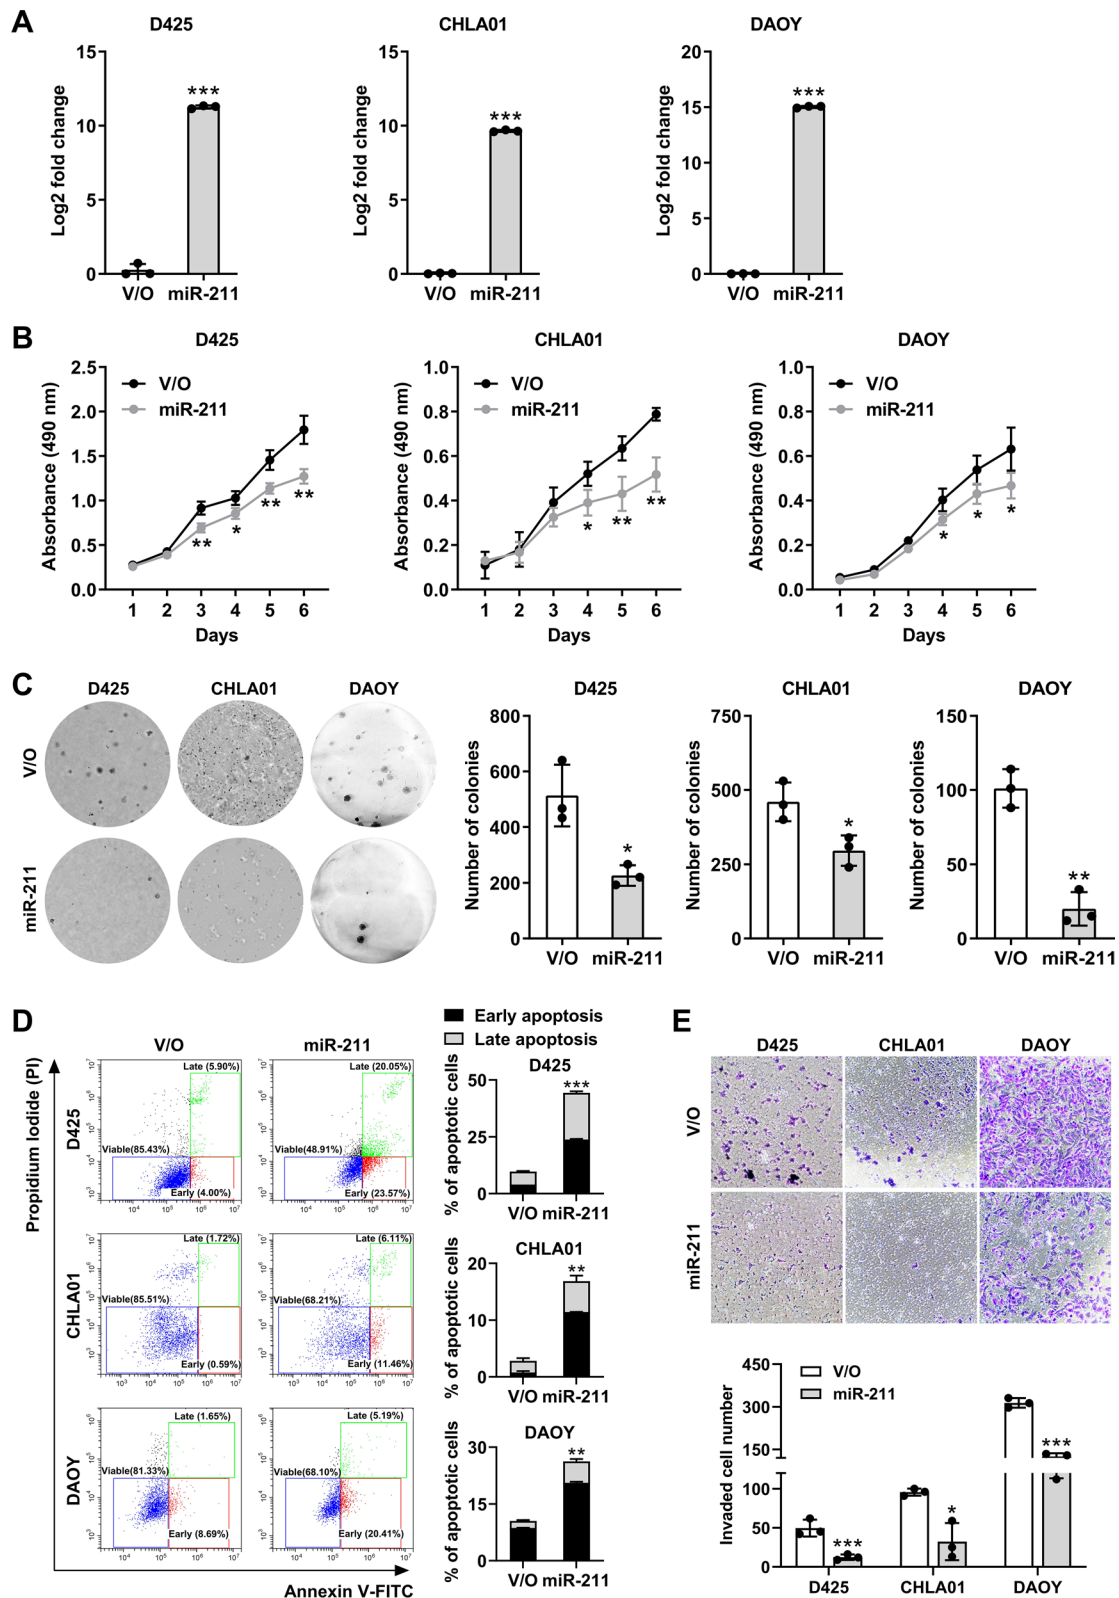 A
D425
CHLA01
DAOY
Log2 fold change
15
10
5
0
V/O
miR-211
***
Log2 fold change
15
10
5
0
V/O
miR-211
***
Log2 fold change
20
15
10
5
0
V/O
miR-211
***
B
D425
Absorbance (490 nm)
2.5
2.0
1.5
1.0
0.5
0.0
V/O
miR-211
**
*
**
**
1 2 3 4 5 6
Days
CHLA01
Absorbance (490 nm)
1.0
0.8
0.6
0.4
0.2
0.0
V/O
miR-211
*
**
**
1 2 3 4 5 6
Days
DAOY
Absorbance (490 nm)
1.0
0.8
0.6
0.4
0.2
0.0
V/O
miR-211
*
*
*
1 2 3 4 5 6
Days
C
D425
CHLA01
DAOY
V/O
miR-211
D425
Number of colonies
800
600
400
200
0
*
V/O
miR-211
CHLA01
Number of colonies
750
500
250
0
*
V/O
miR-211
DAOY
Number of colonies
150
100
50
0
**
V/O
miR-211
D
V/O
miR-211
Propidium Iodide (PI)
Annexin V-FITC
D425
Late (5.90%)
Viable(85.43%)
Early (4.00%)
Late (20.05%)
Viable(48.91%)
Early (23.57%)
CHLA01
Late (1.72%)
Viable(85.51%)
Early (0.59%)
Late (6.11%)
Viable(68.21%)
Early (11.46%)
DAOY
Late (1.65%)
Viable(81.33%)
Early (8.69%)
Late (5.19%)
Viable(68.10%)
Early (20.41%)
Early apoptosis
Late apoptosis
D425
% of apoptotic cells
50
25
0
***
V/O miR-211
CHLA01
% of apoptotic cells
20
10
0
**
V/O miR-211
DAOY
% of apoptotic cells
30
15
0
**
V/O miR-211
E
D425
CHLA01
DAOY
V/O
miR-211
Invaded cell number
450
300
150
100
50
0
V/O
miR-211
***
*
***
D425
CHLA01
DAOY